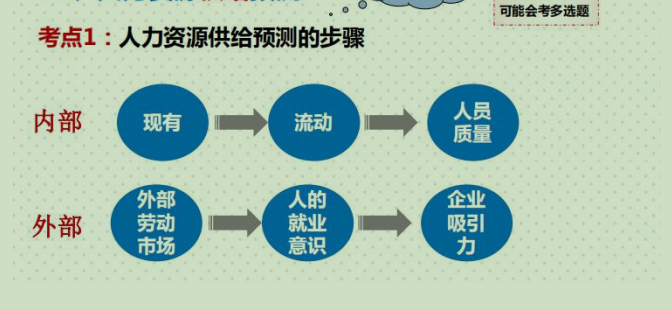 可能会考多选题
考点1：人力资源供给预测的步骤
内部
现有
流动
人员
质量
外部
外部
劳动
市场
人的
就业
意识
企业
吸引
力